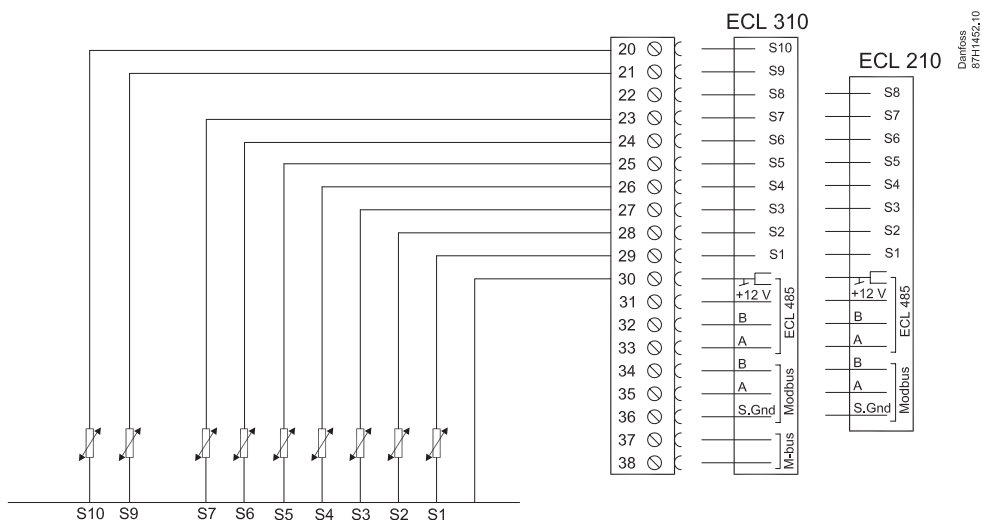 ECL 310
ECL 210
Danfoss
87H1452.10
20 S10
21 S9
22 S8 S8
23 S7 S7
24 S6 S6
25 S5 S5
26 S4 S4
27 S3 S3
28 S2 S2
29 S1 S1
30
31 +12 V +12 V
32 B B
33 A A
ECL 485 ECL 485
34 B B
35 A A
36 S.Gnd S.Gnd
Modbus Modbus
37
38
M-bus
S10 S9 S7 S6 S5 S4 S3 S2 S1